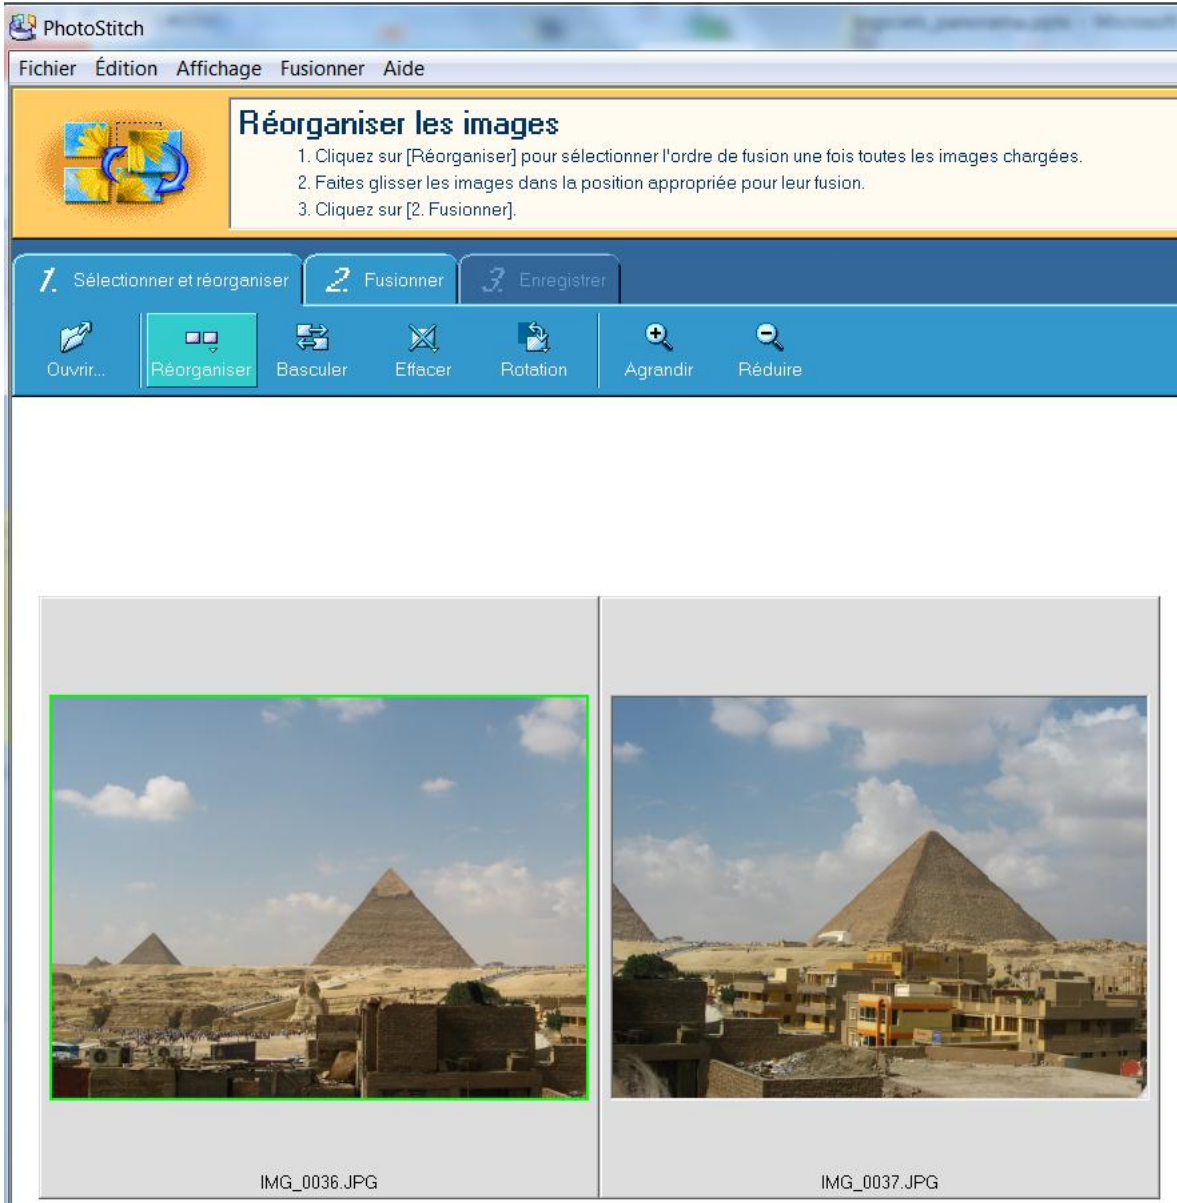 PhotoStitch
Fichier Édition Affichage Fusionner Aide
Réorganiser les images
1. Cliquez sur [Réorganiser] pour sélectionner l'ordre de fusion une fois toutes les images chargées.
2. Faites glisser les images dans la position appropriée pour leur fusion.
3. Cliquez sur [2. Fusionner].
1. Sélectionner et réorganiser 2. Fusionner 3. Enregistrer
Ouvrir... Réorganiser Basculer Effacer Rotation Agrandir Réduire
IMG_0036.JPG IMG_0037.JPG